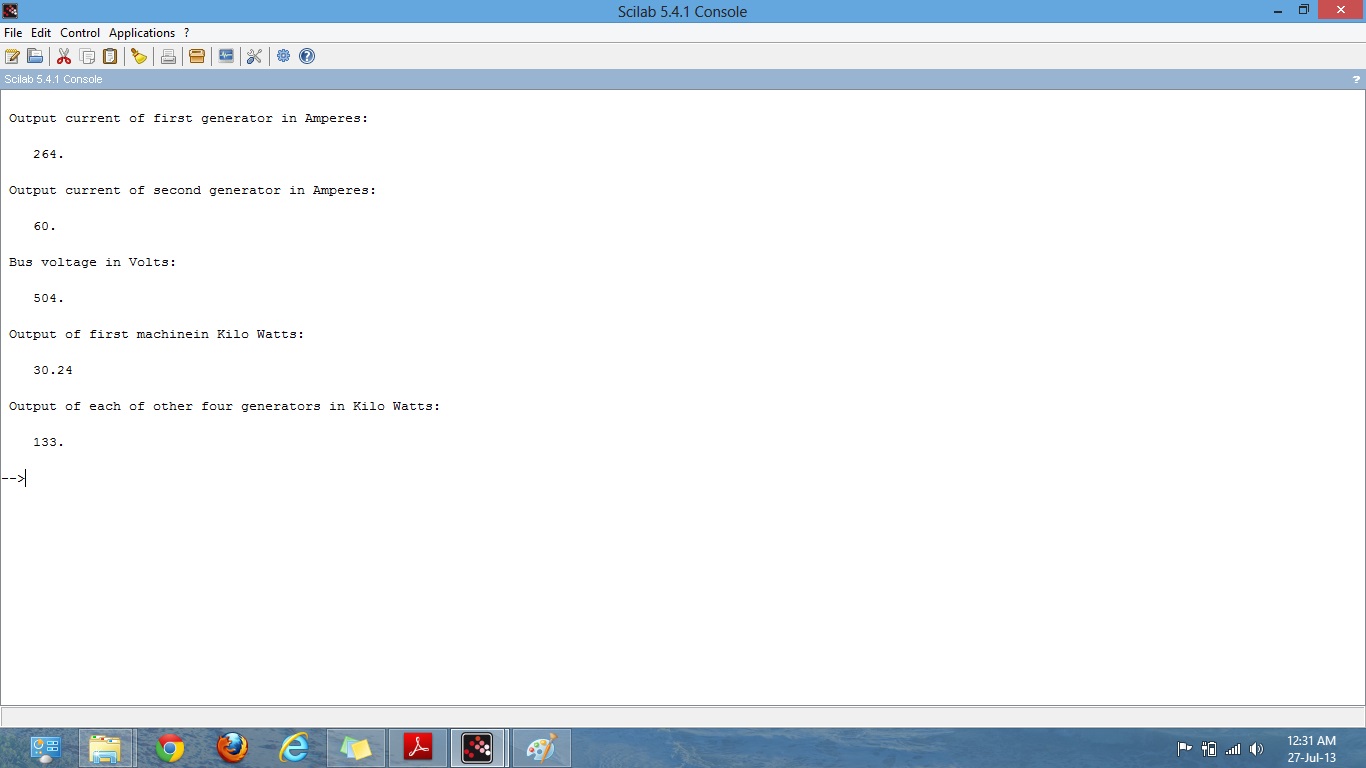 Scilab 5.4.1 Console
File Edit Control Applications ?
Scilab 5.4.1 Console ?
Output current of first generator in Amperes:
264.
Output current of second generator in Amperes:
60.
Bus voltage in Volts:
504.
Output of first machinein Kilo Watts:
30.24
Output of each of other four generators in Kilo Watts:
133.
-->
12:31 AM
27-Jul-13